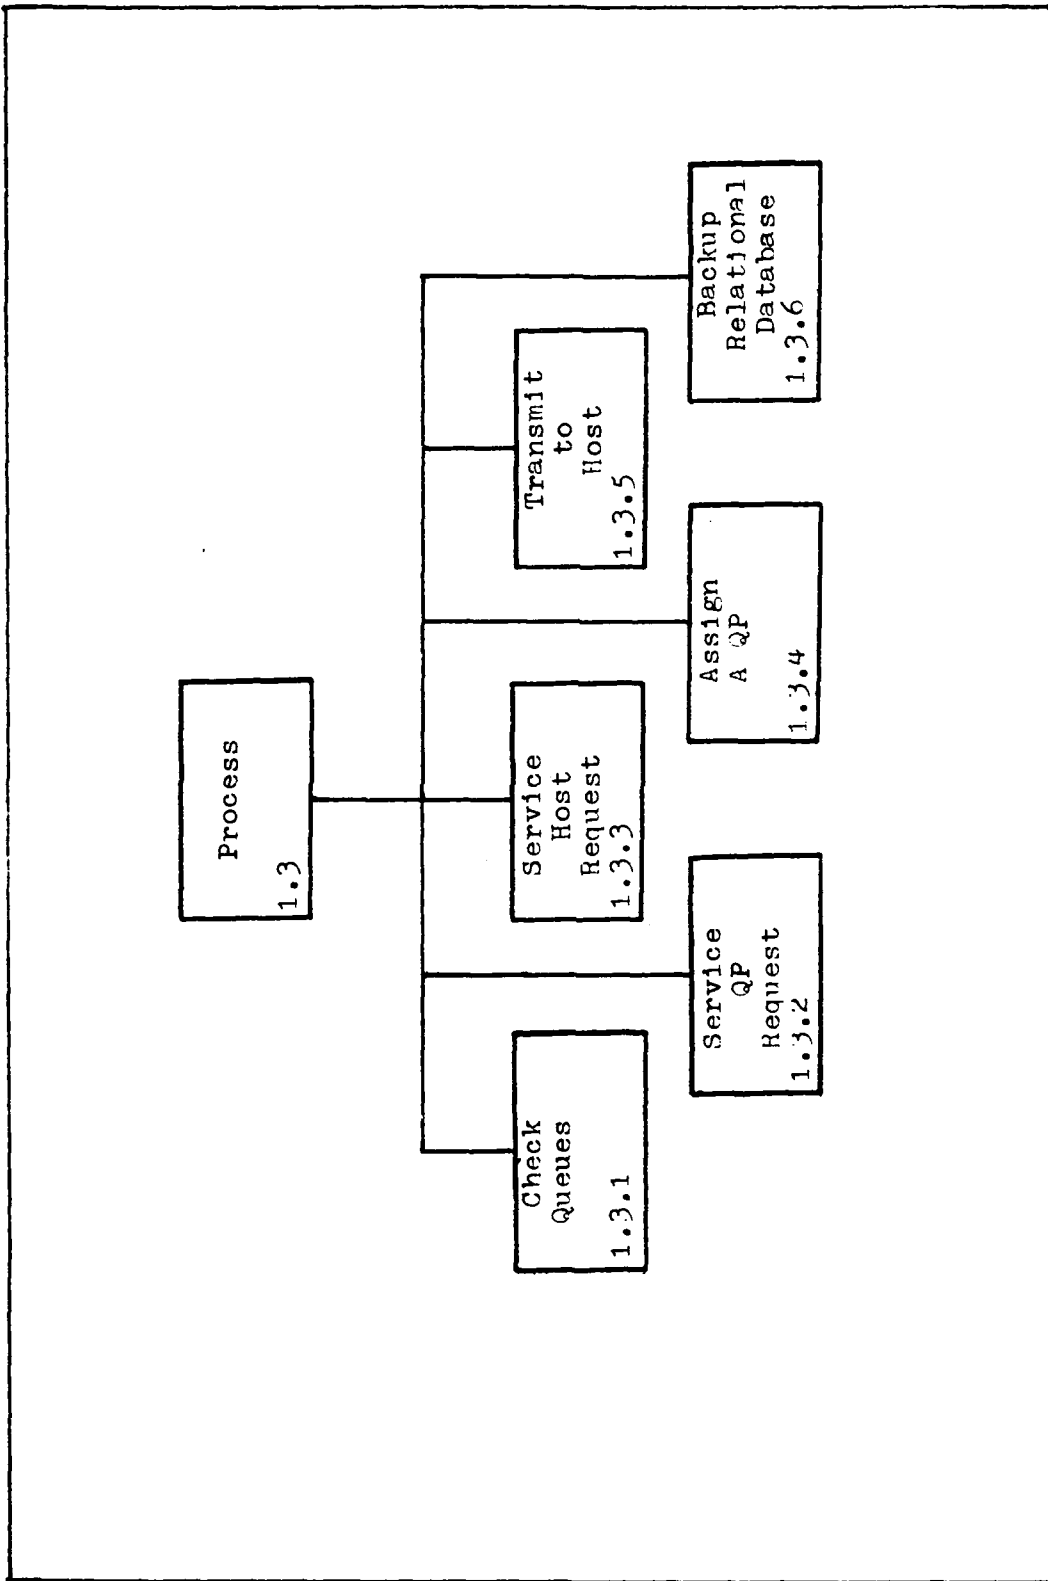 Process
1.3
Check
Queues
1.3.1
Service
QP
Request
1.3.2
Service
Host
Request
1.3.3
Assign
A QP
1.3.4
Transmit
to
Host
1.3.5
Backup
Relational
Database
1.3.6